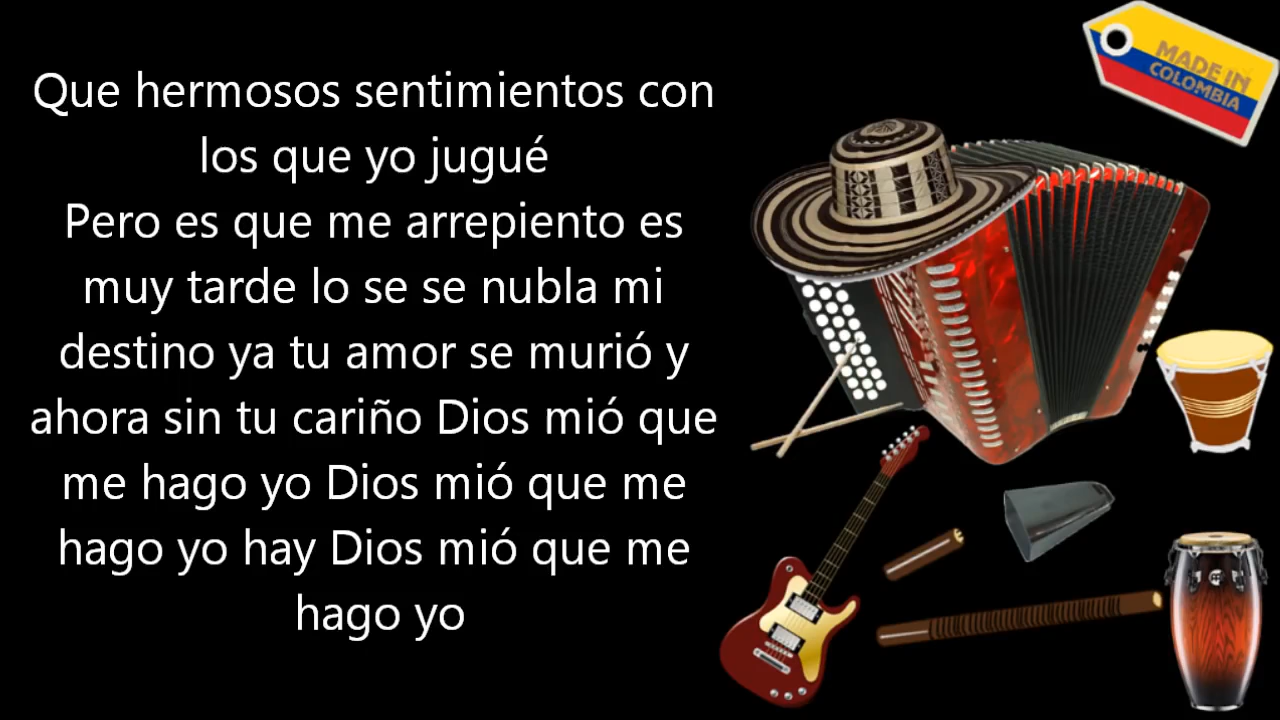 Que hermosos sentimientos con
los que yo jugué
Pero es que me arrepiento es
muy tarde lo se se nubla mi
destino ya tu amor se murió y
ahora sin tu cariño Dios mió que
me hago yo Dios mió que me
hago yo hay Dios mió que me
hago yo
MADE IN
COLOMBIA